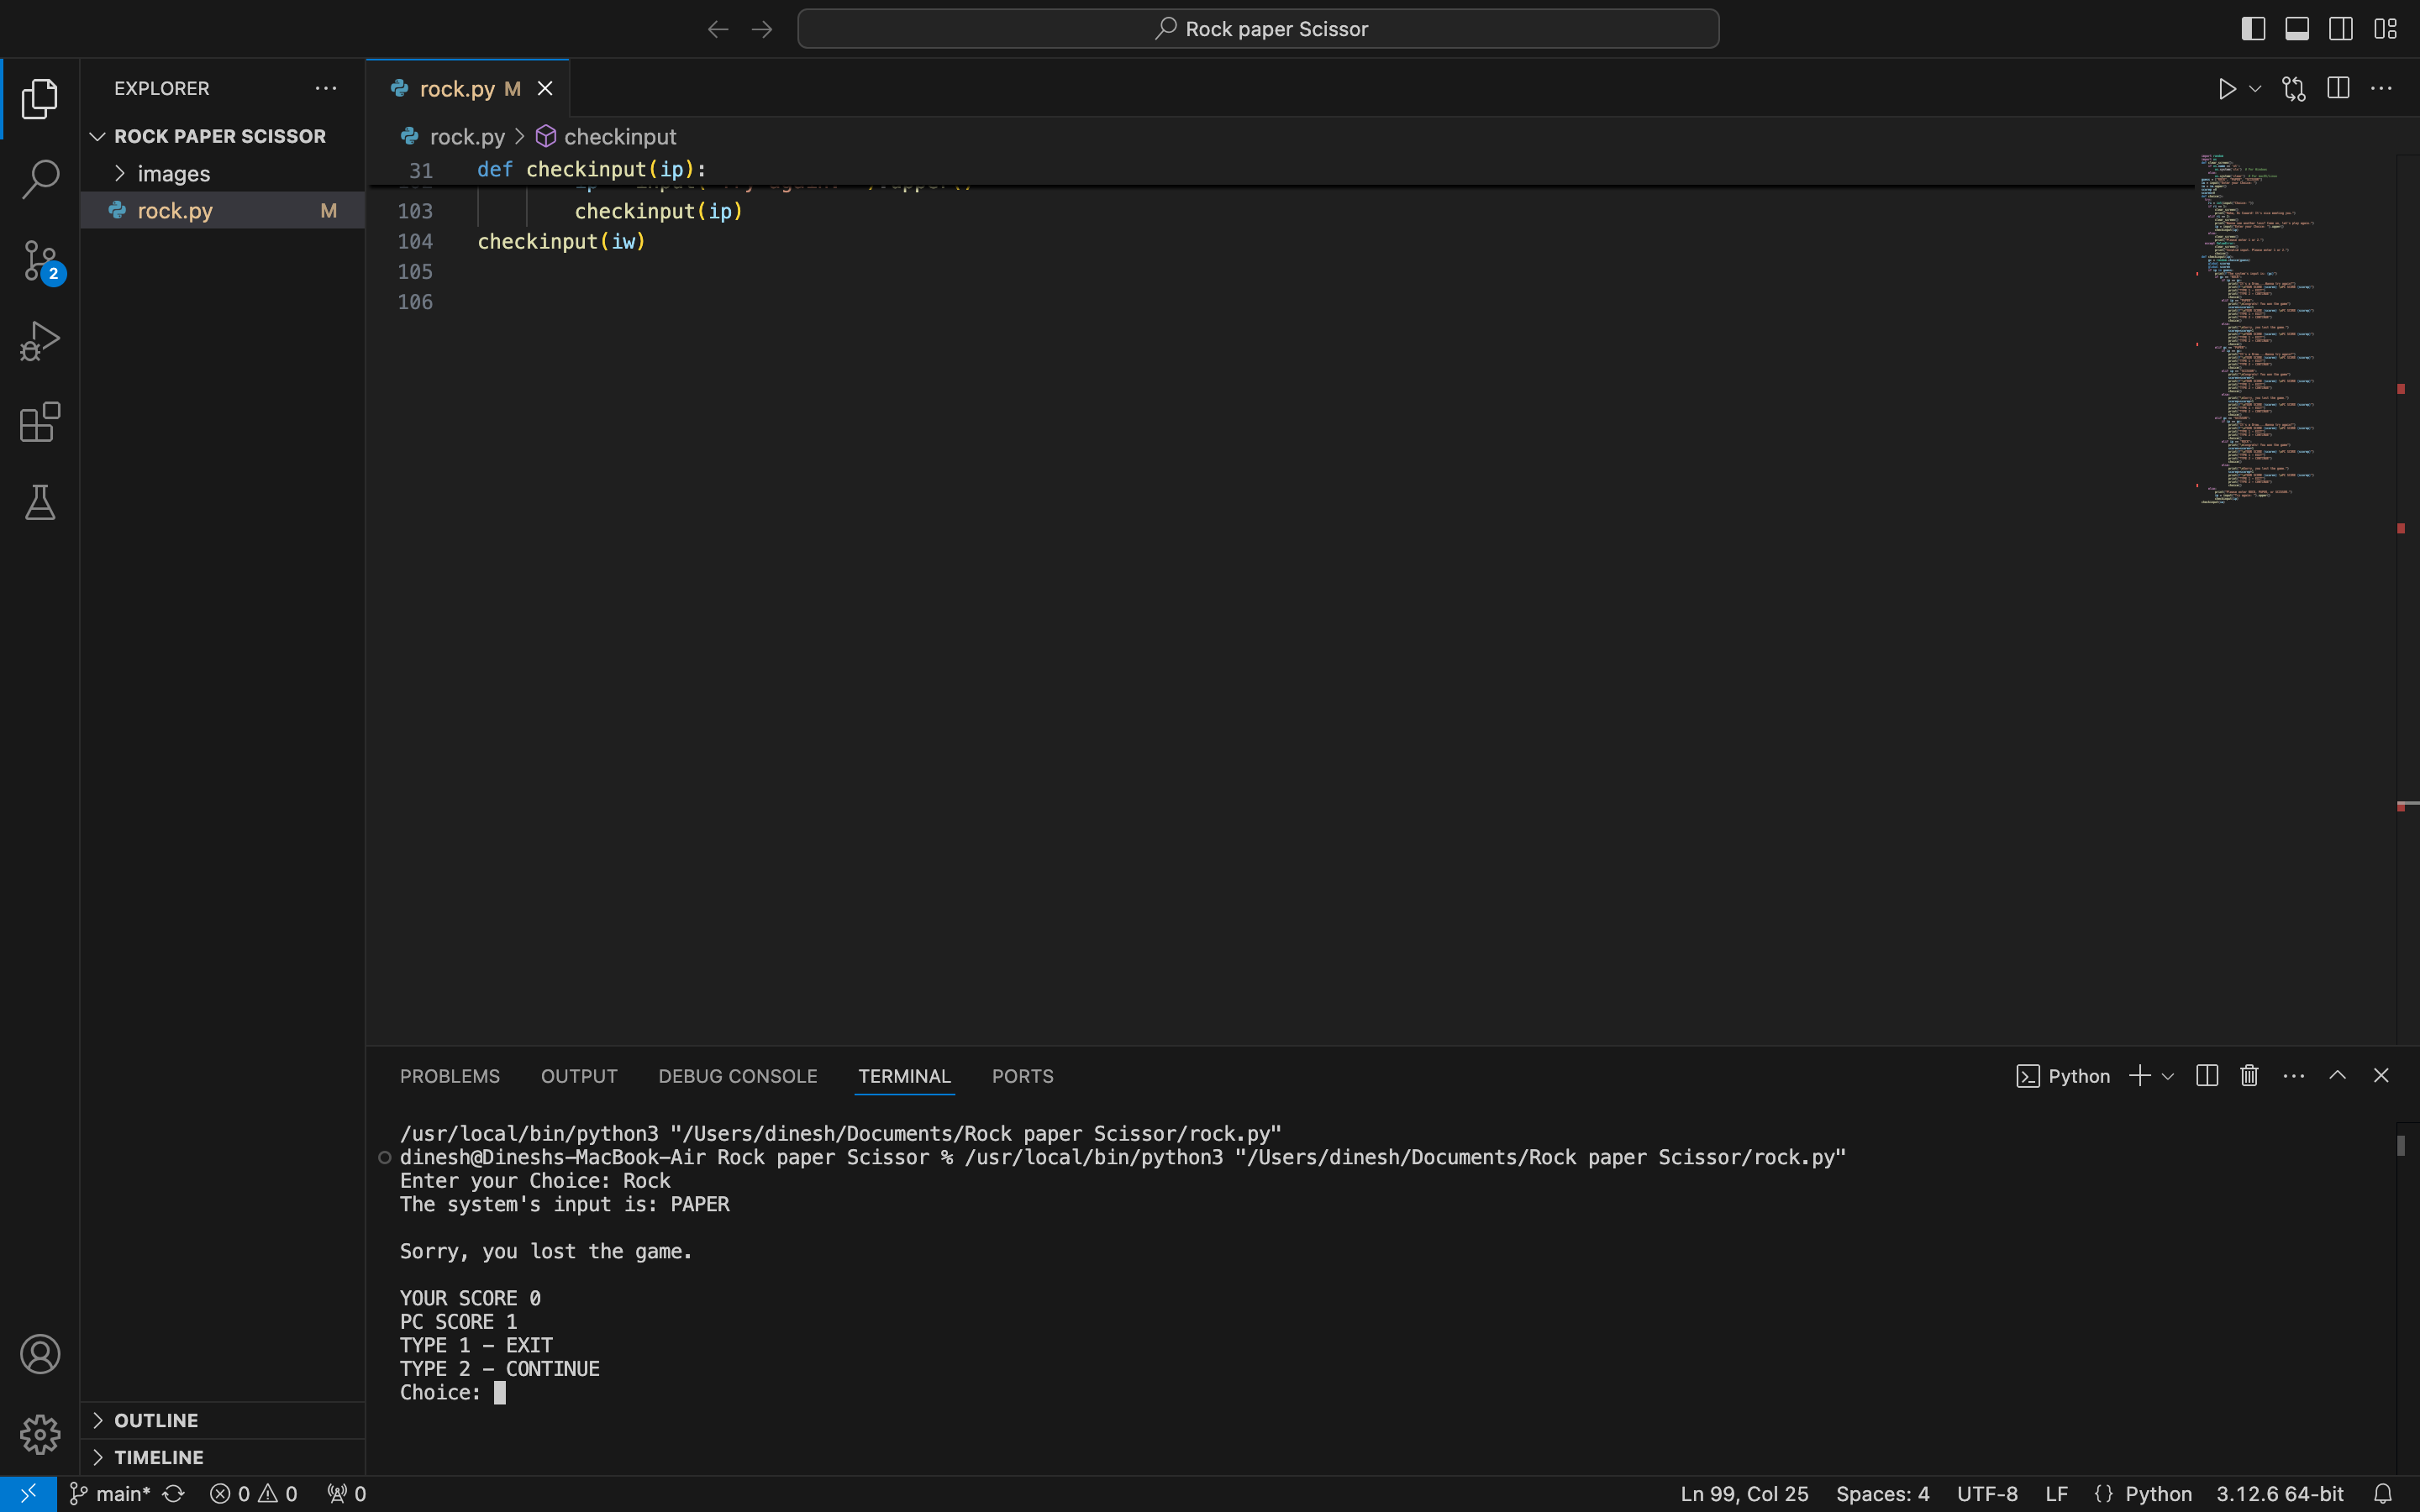 Rock paper Scissor
EXPLORER
ROCK PAPER SCISSOR
images
rock.py M
2
OUTLINE
TIMELINE
rock.py M
rock.py > checkinput
31 def checkinput(ip):
103 checkinput(ip)
104 checkinput(iw)
105
106
PROBLEMS OUTPUT DEBUG CONSOLE TERMINAL PORTS
Python
/usr/local/bin/python3 "/Users/dinesh/Documents/Rock paper Scissor/rock.py"
dinesh@Dineshs-MacBook-Air Rock paper Scissor % /usr/local/bin/python3 "/Users/dinesh/Documents/Rock paper Scissor/rock.py"
Enter your Choice: Rock
The system's input is: PAPER
Sorry, you lost the game.
YOUR SCORE 0
PC SCORE 1
TYPE 1 - EXIT
TYPE 2 - CONTINUE
Choice:
main* 0 0 0 Ln 99, Col 25 Spaces: 4 UTF-8 LF {} Python 3.12.6 64-bit